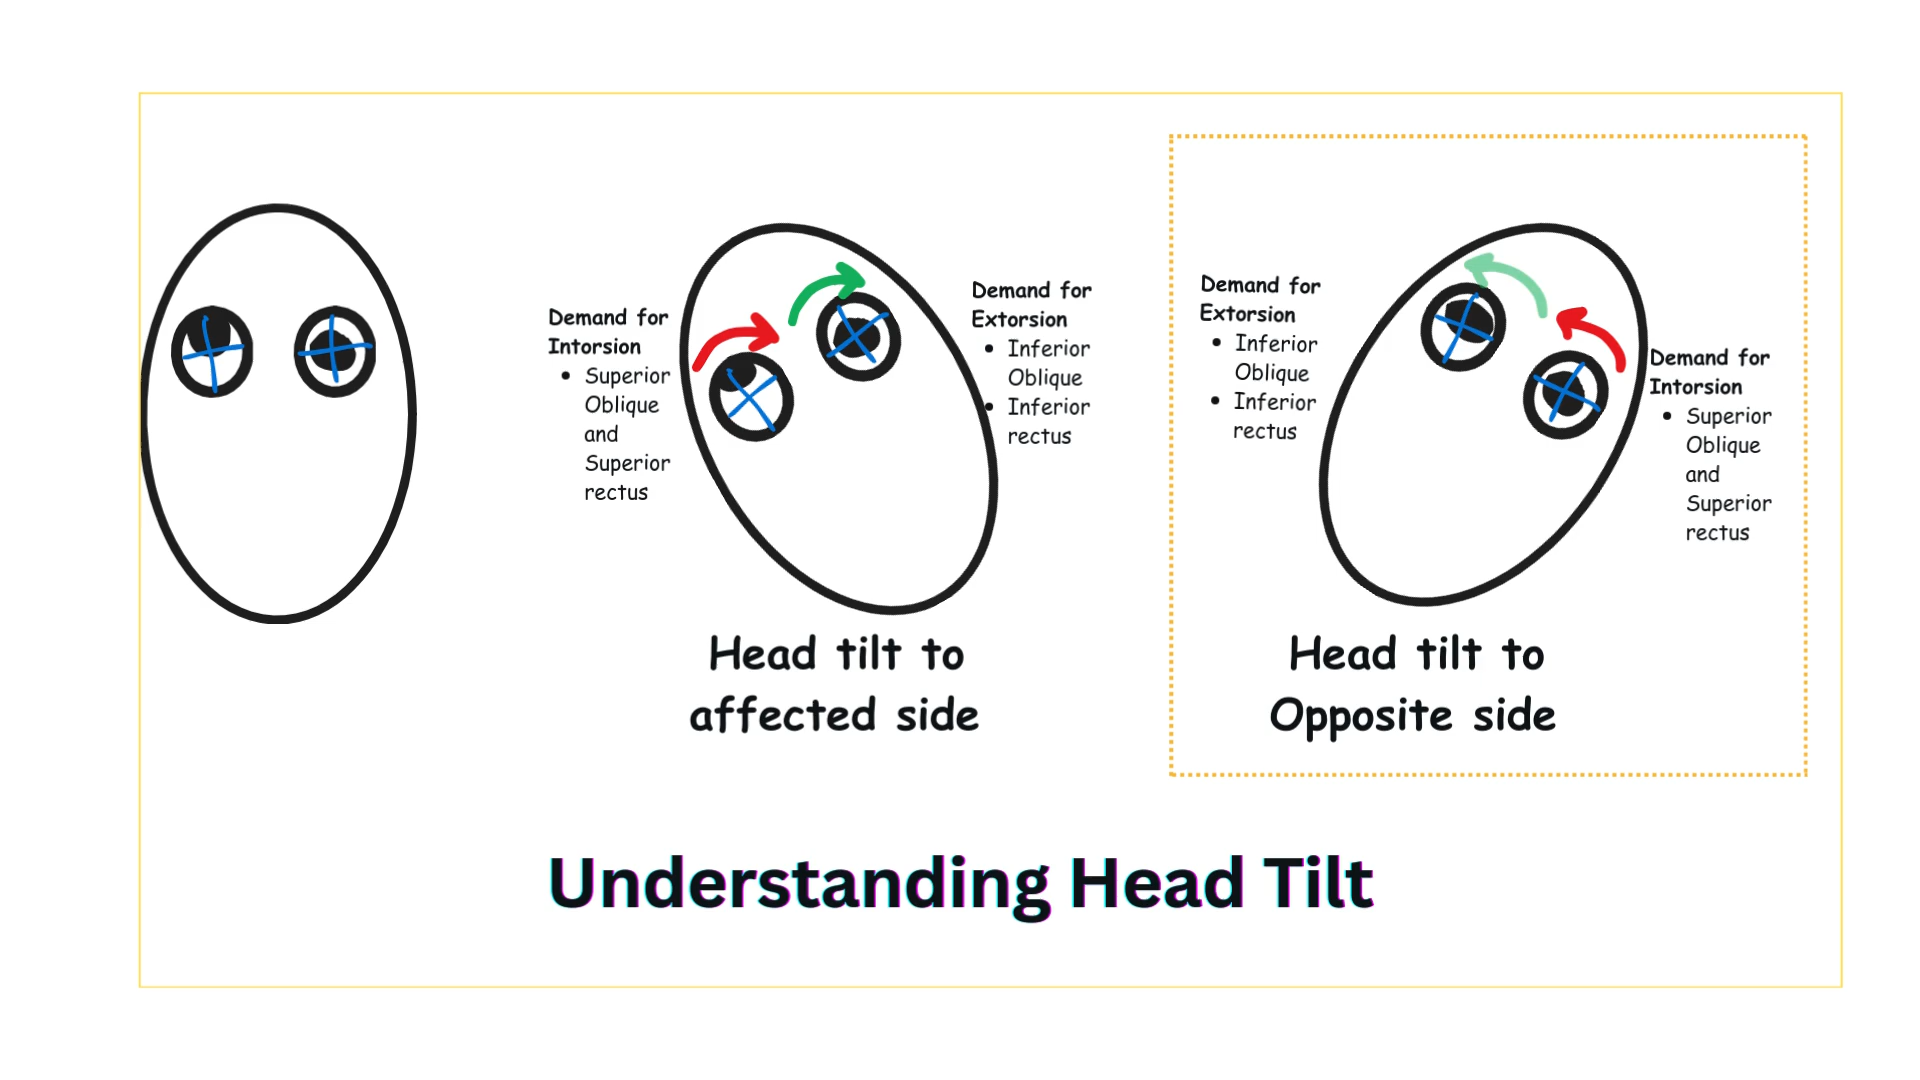 Demand for
Intorsion
• Superior
Oblique
and
Superior
rectus
Demand for
Extorsion
• Inferior
Oblique
• Inferior
rectus
Head tilt to
affected side
Demand for
Extorsion
• Inferior
Oblique
• Inferior
rectus
Demand for
Intorsion
• Superior
Oblique
and
Superior
rectus
Head tilt to
Opposite side
Understanding Head Tilt